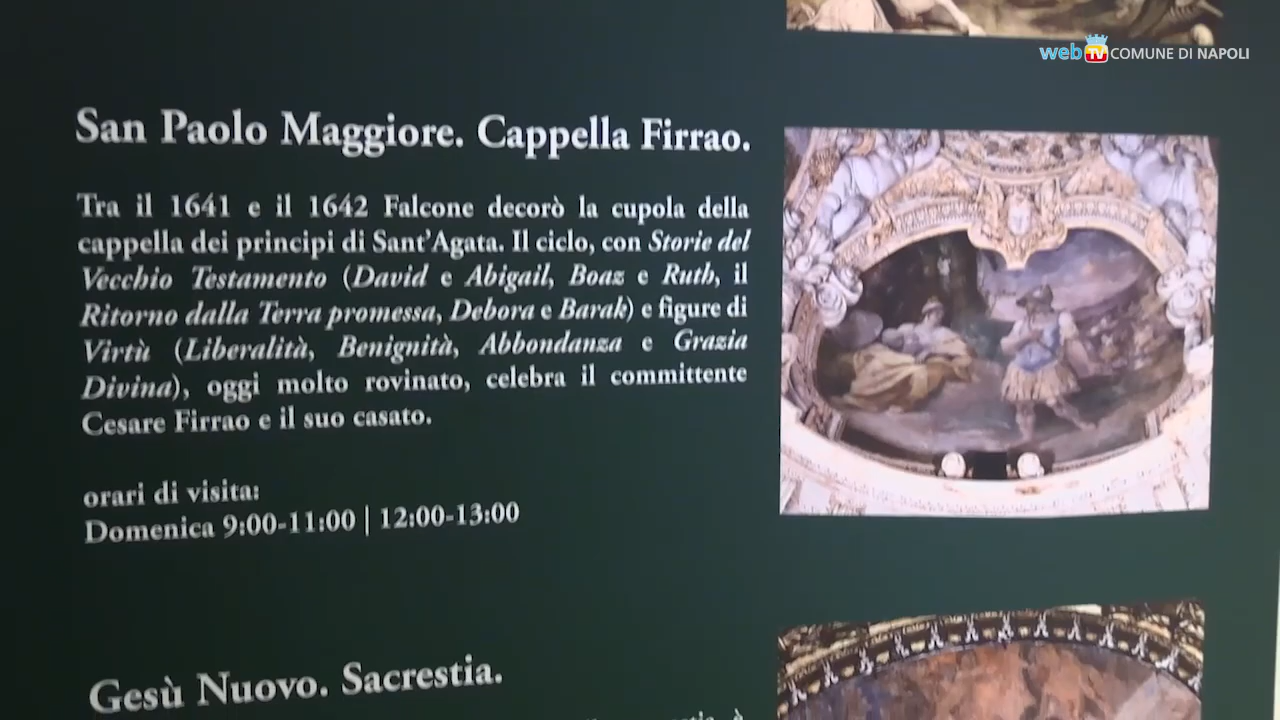 web TV COMUNE DI NAPOLI
San Paolo Maggiore. Cappella Firrao.
Tra il 1641 e il 1642 Falcone decorò la cupola della
cappella dei principi di Sant'Agata. Il ciclo, con Storie del
Vecchio Testamento (David e Abigail, Boaz e Ruth, il
Ritorno dalla Terra promessa, Debora e Barak) e figure di
Virtù (Liberalità, Benignità, Abbondanza e Grazia
Divina), oggi molto rovinato, celebra il committente
Cesare Firrao e il suo casato.
orari di visita:
Domenica 9:00-11:00 | 12:00-13:00
Gesù Nuovo. Sacrestia.